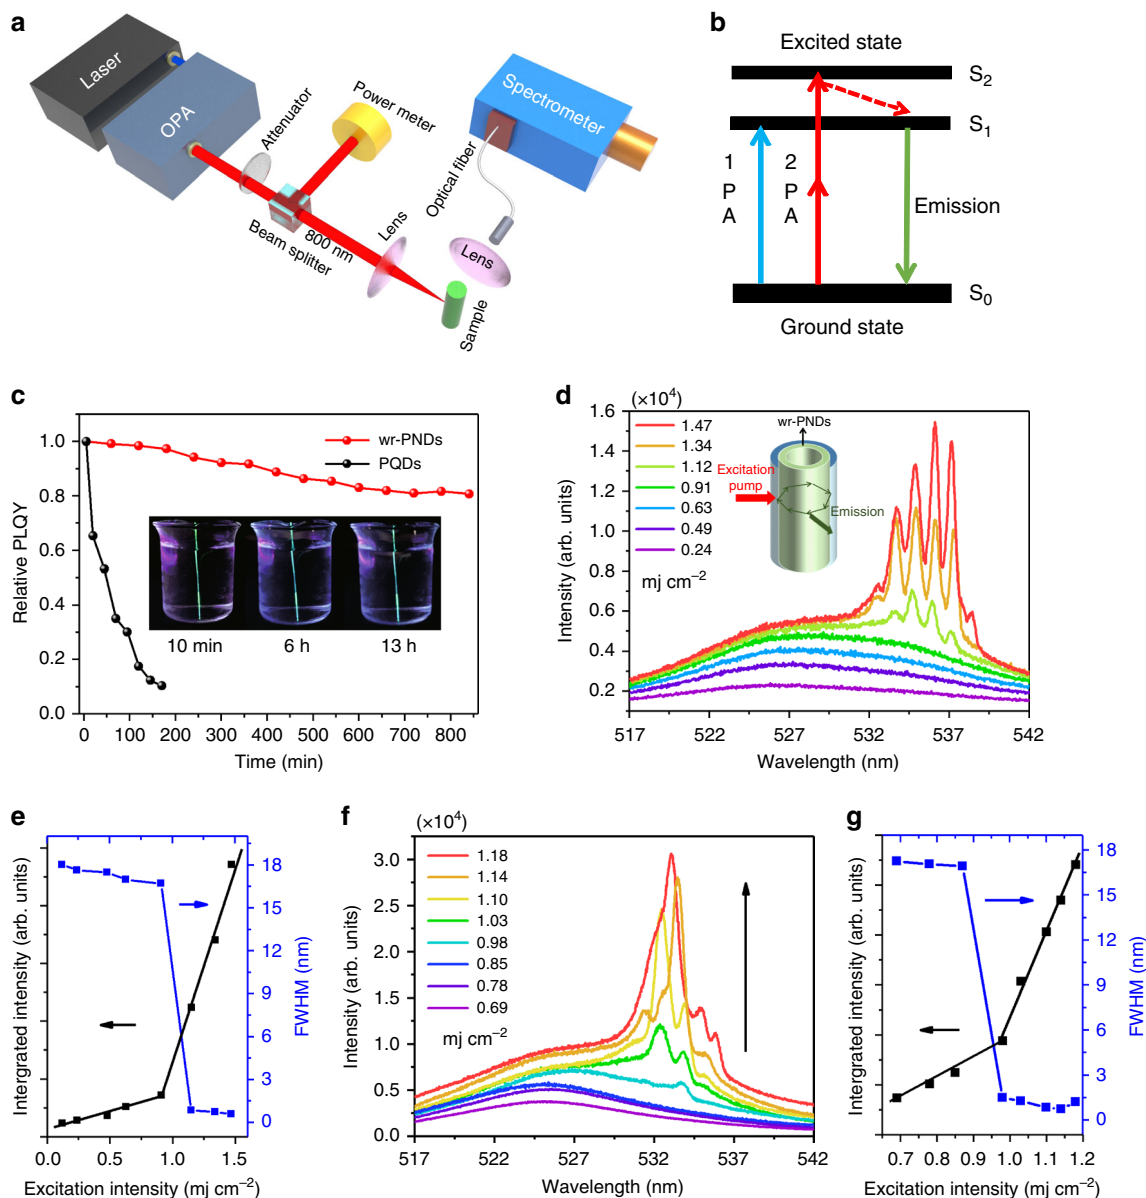 a
Laser
OPA
Attenuator
Power meter
Beam splitter
800 nm
Lens
Optical fiber
Spectrometer
Lens
Sample
b
Excited state
S2
S1
1 PA
2 PA
Emission
S0
Ground state
c
Relative PLQY
1.0
0.8
0.6
0.4
0.2
0.0
wr-PNDs
PQDs
10 min
6 h
13 h
0 100 200 300 400 500 600 700 800
Time (min)
d
(×10⁴)
Intensity (arb. units)
1.6
1.4
1.2
1.0
0.8
0.6
0.4
0.2
1.47
1.34
1.12
0.91
0.63
0.49
0.24
mj cm⁻²
wr-PNDs
Excitation
pump
Emission
517 522 527 532 537 542
Wavelength (nm)
e
Intergrated intensity (arb. units)
18
15
12
9
6
3
0
FWHM (nm)
0.0 0.5 1.0 1.5
Excitation intensity (mj cm⁻²)
f
(×10⁴)
Intensity (arb. units)
3.0
2.5
2.0
1.5
1.0
0.5
0.0
1.18
1.14
1.10
1.03
0.98
0.85
0.78
0.69
mj cm⁻²
517 522 527 532 537 542
Wavelength (nm)
g
Intergrated intensity (arb. units)
18
15
12
9
6
3
0
FWHM (nm)
0.7 0.8 0.9 1.0 1.1 1.2
Excitation intensity (mj cm⁻²)